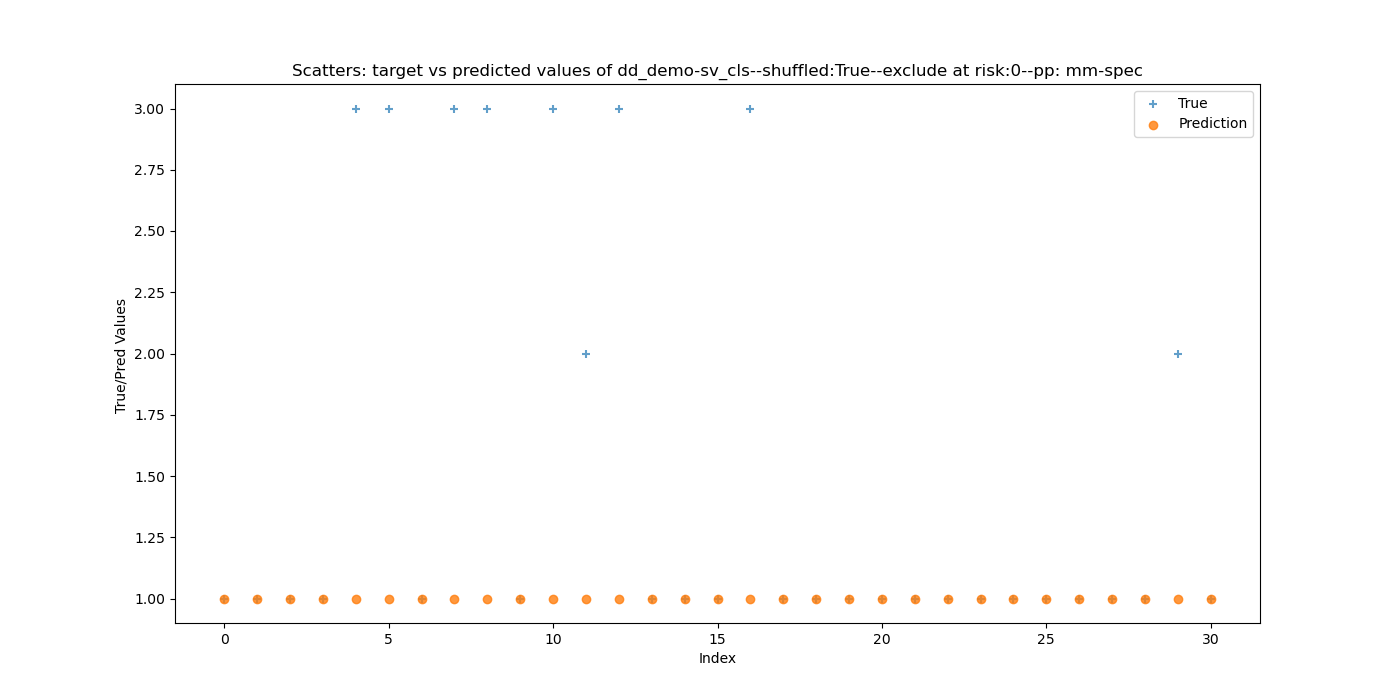 Scatters: target vs predicted values of dd_demo-sv_cls--shuffled:True--exclude at risk:0--pp: mm-spec
True
Prediction
True/Pred Values
3.00
2.75
2.50
2.25
2.00
1.75
1.50
1.25
1.00
0 5 10 15 20 25 30
Index